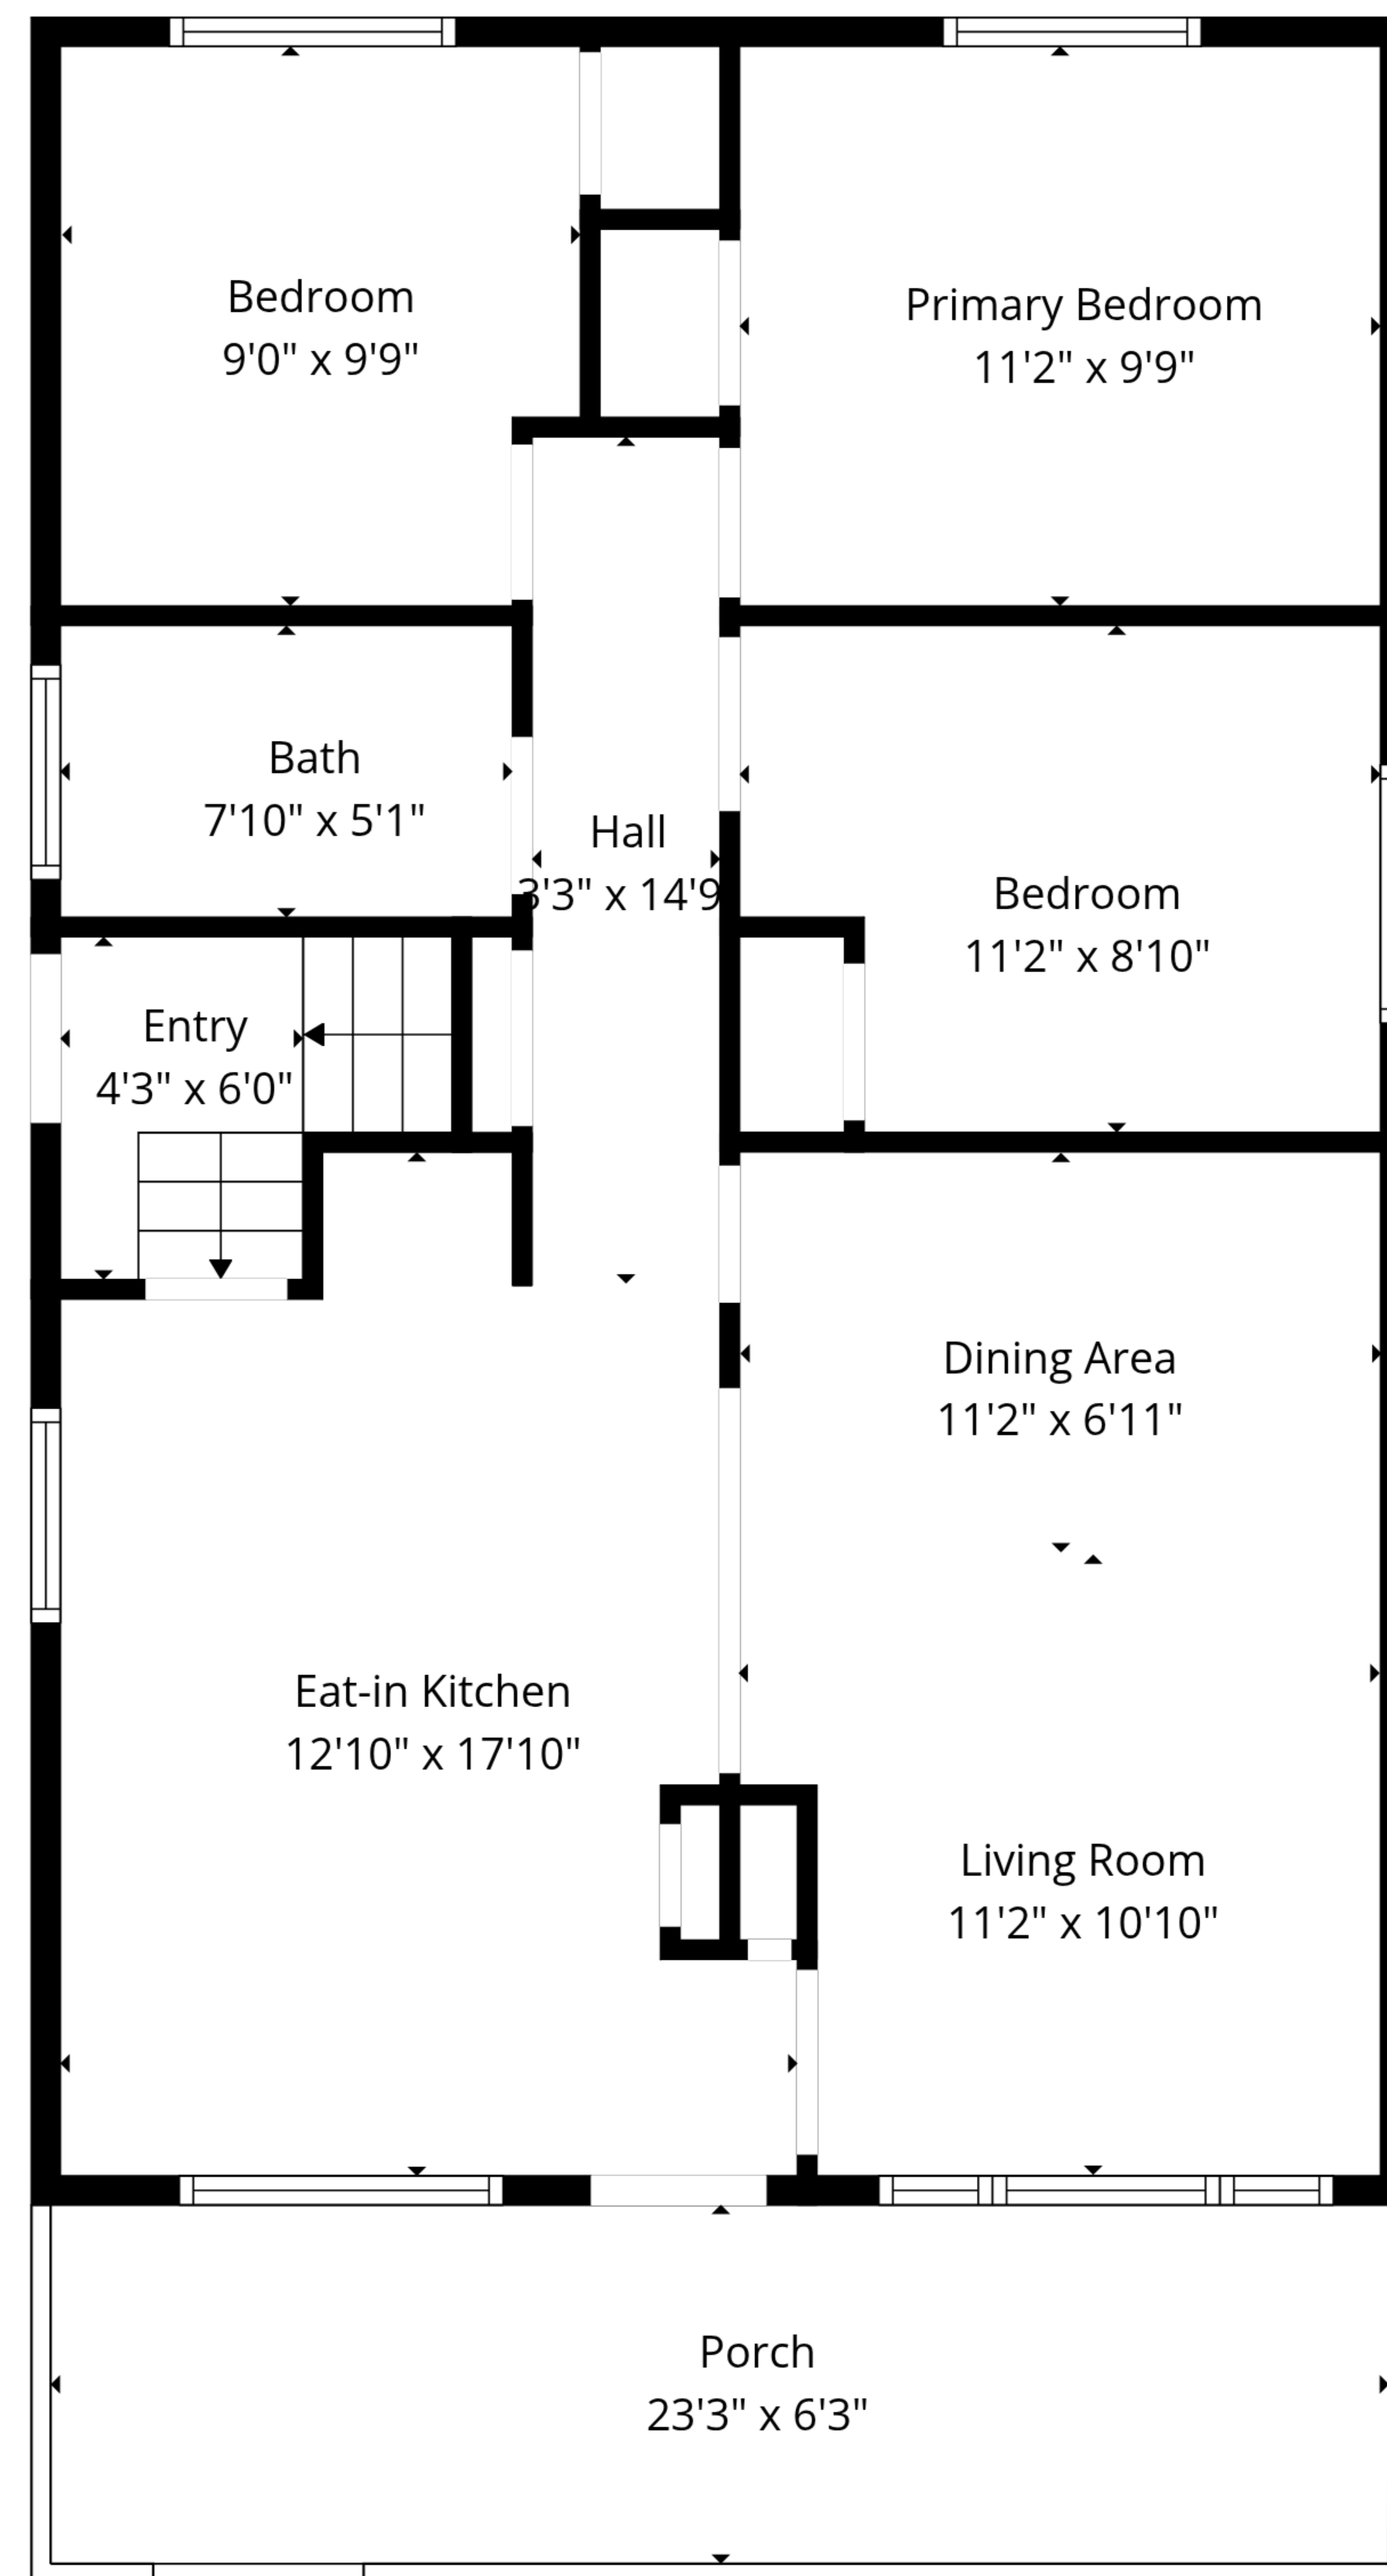 Bedroom
9'0" x 9'9"
Primary Bedroom
11'2" x 9'9"
Bath
7'10" x 5'1"
Hall
3'3" x 14'9
Bedroom
11'2" x 8'10"
Entry
4'3" x 6'0"
Dining Area
11'2" x 6'11"
Eat-in Kitchen
12'10" x 17'10"
Living Room
11'2" x 10'10"
Porch
23'3" x 6'3"